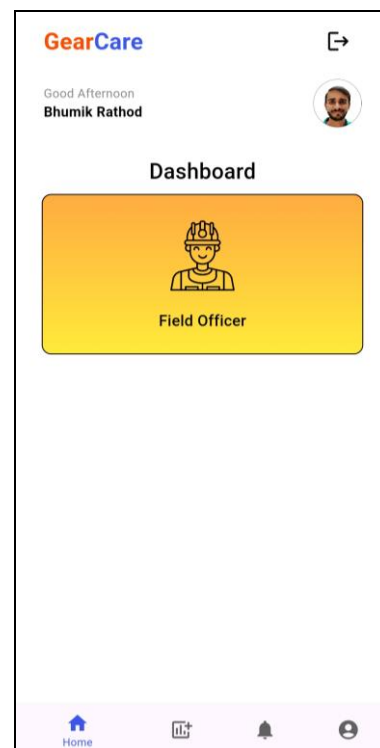 GearCare
Good Afternoon
Bhumik Rathod
Dashboard
Field Officer
Home